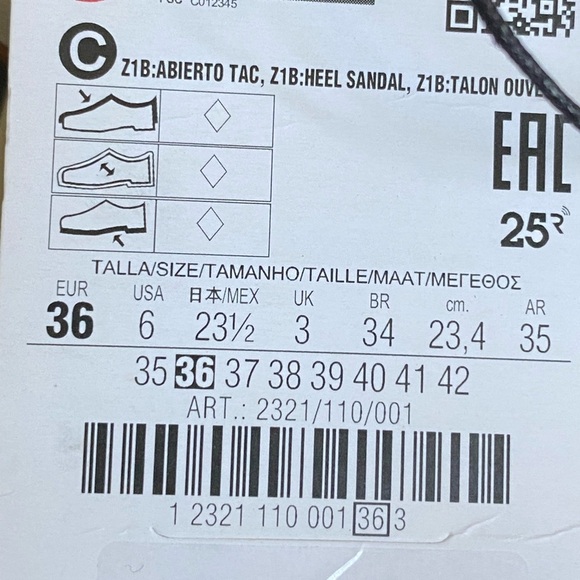 C012345
C
Z1B:ABIERTO TAC, Z1B:HEEL SANDAL, Z1B:TALON
EAC
25R
TALLA/SIZE/TAMANHO/TAILLE/MAAT/ΜΕΓΕΘΟΣ
EUR USA 日本/MEX UK BR cm. AR
36 6 23½ 3 34 23,4 35
35 36 37 38 39 40 41 42
ART.: 2321/110/001
1 2321 110 001 36 3